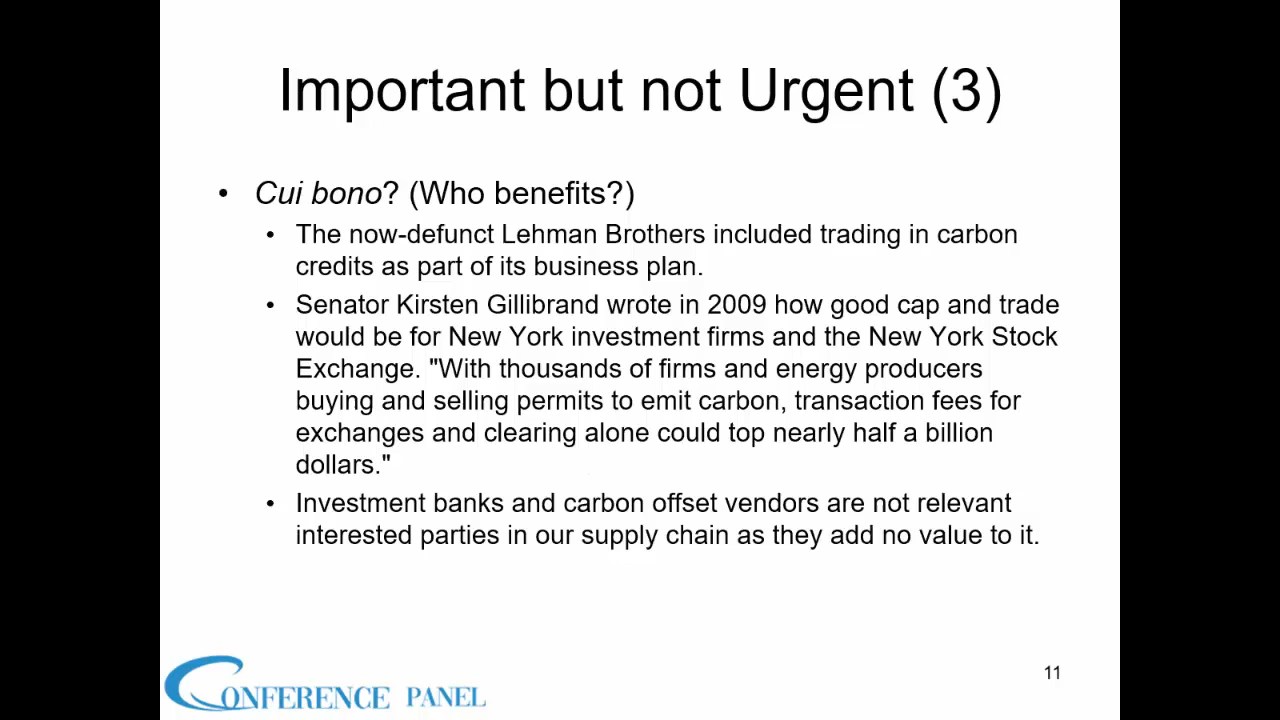 Important but not Urgent (3)
• Cui bono? (Who benefits?)
• The now-defunct Lehman Brothers included trading in carbon
credits as part of its business plan.
• Senator Kirsten Gillibrand wrote in 2009 how good cap and trade
would be for New York investment firms and the New York Stock
Exchange. "With thousands of firms and energy producers
buying and selling permits to emit carbon, transaction fees for
exchanges and clearing alone could top nearly half a billion
dollars."
• Investment banks and carbon offset vendors are not relevant
interested parties in our supply chain as they add no value to it.
CONFERENCE PANEL
11